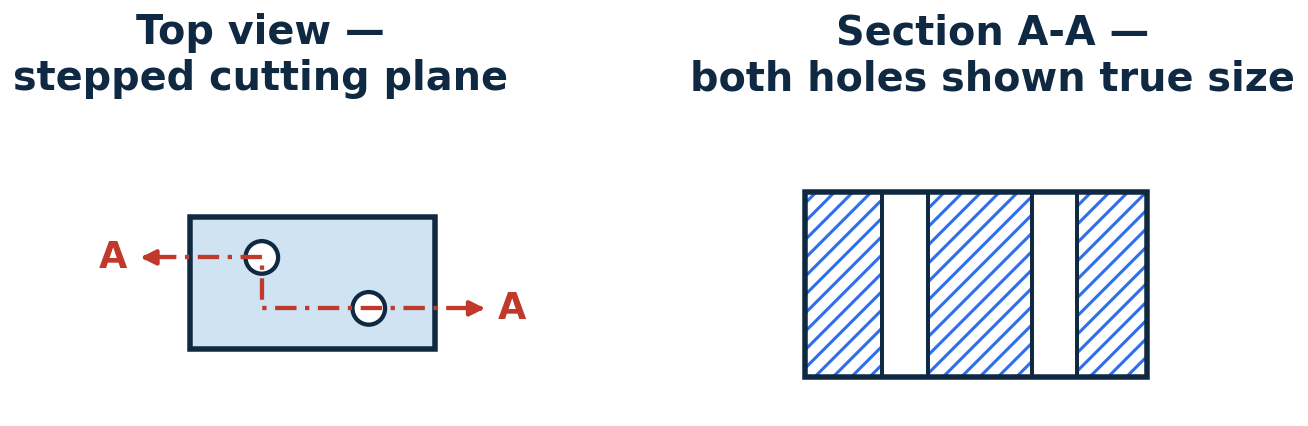 Top view —
stepped cutting plane
Section A-A —
both holes shown true size
A
A